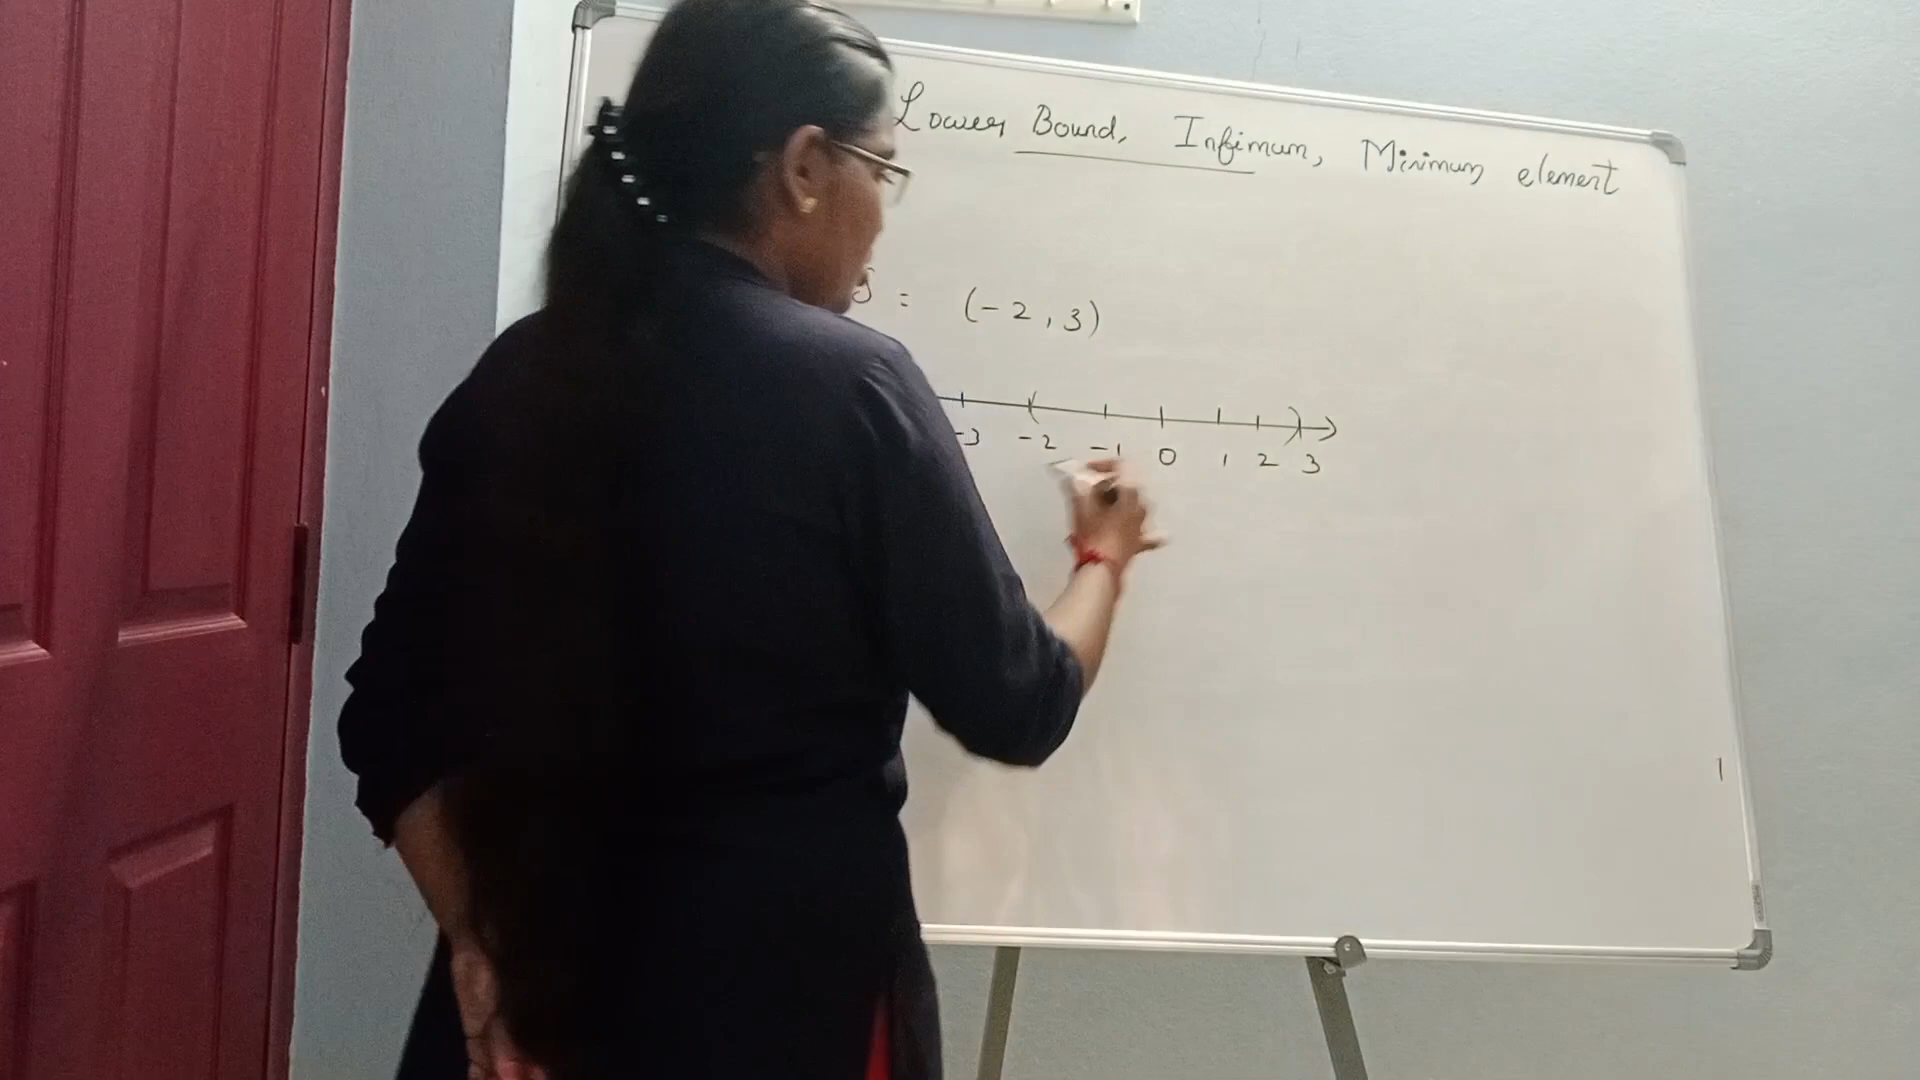 Lower Bound, Infimum, Minimum element
S = (-2, 3)
-3 -2 -1 0 1 2 3